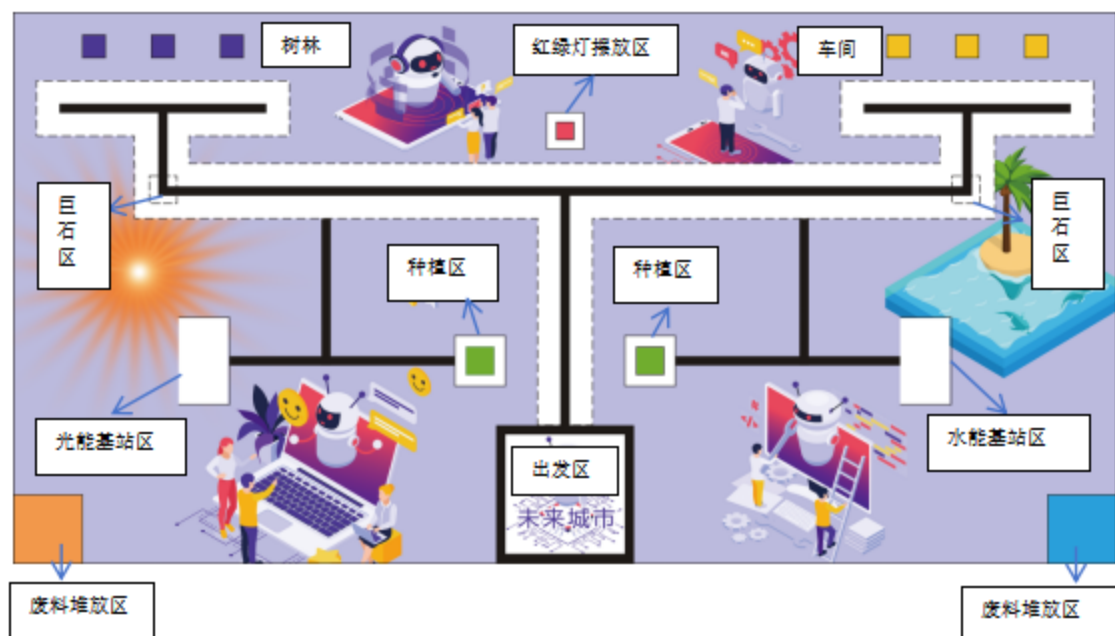 树林
红绿灯摆放区
车间
巨
石
区
巨
石
区
种植区
种植区
光能基站区
水能基站区
出发区
未来城市
废料堆放区
废料堆放区